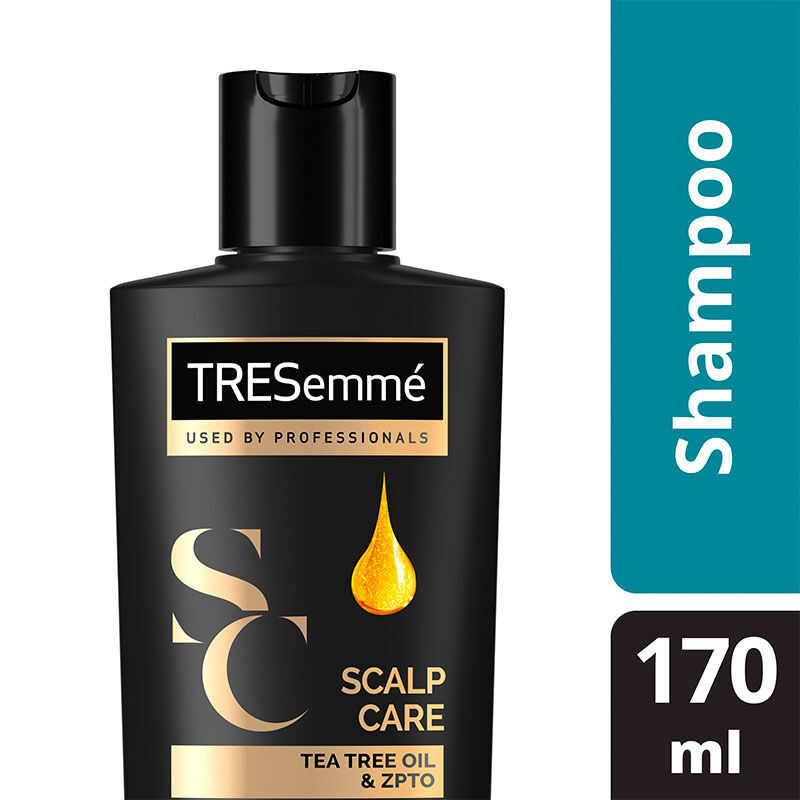 TRESemmé
USED BY PROFESSIONALS
SC
SCALP
CARE
TEA TREE OIL
& ZPTO
Shampoo
170
ml